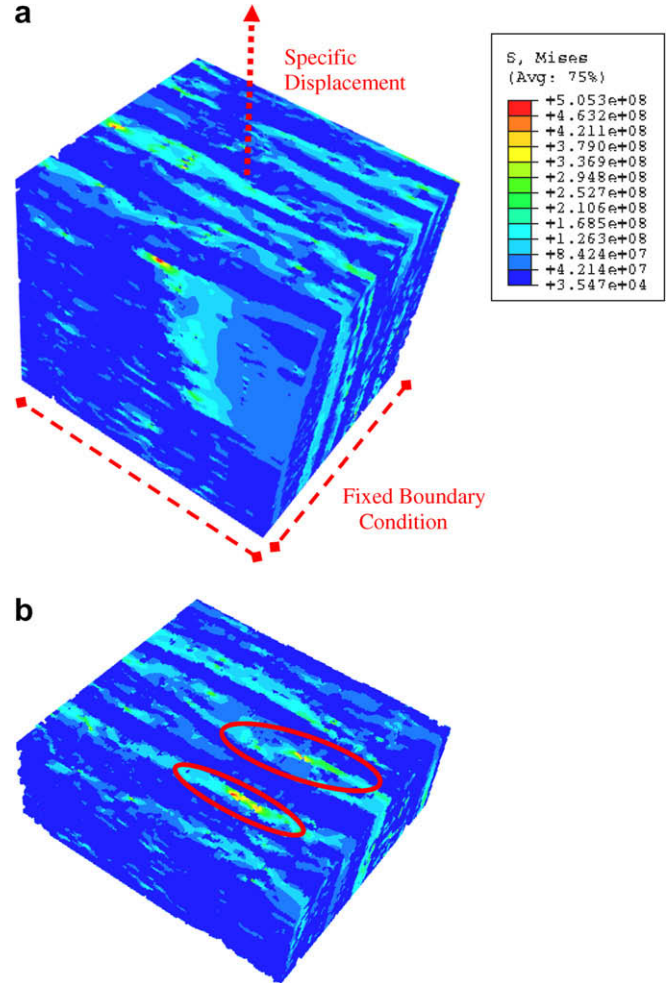 a
Specific
Displacement
S, Mises
(Avg: 75%)
+5.053e+08
+4.632e+08
+4.211e+08
+3.790e+08
+3.369e+08
+2.948e+08
+2.527e+08
+2.106e+08
+1.685e+08
+1.263e+08
+8.424e+07
+4.214e+07
+3.547e+04
Fixed Boundary
Condition
b